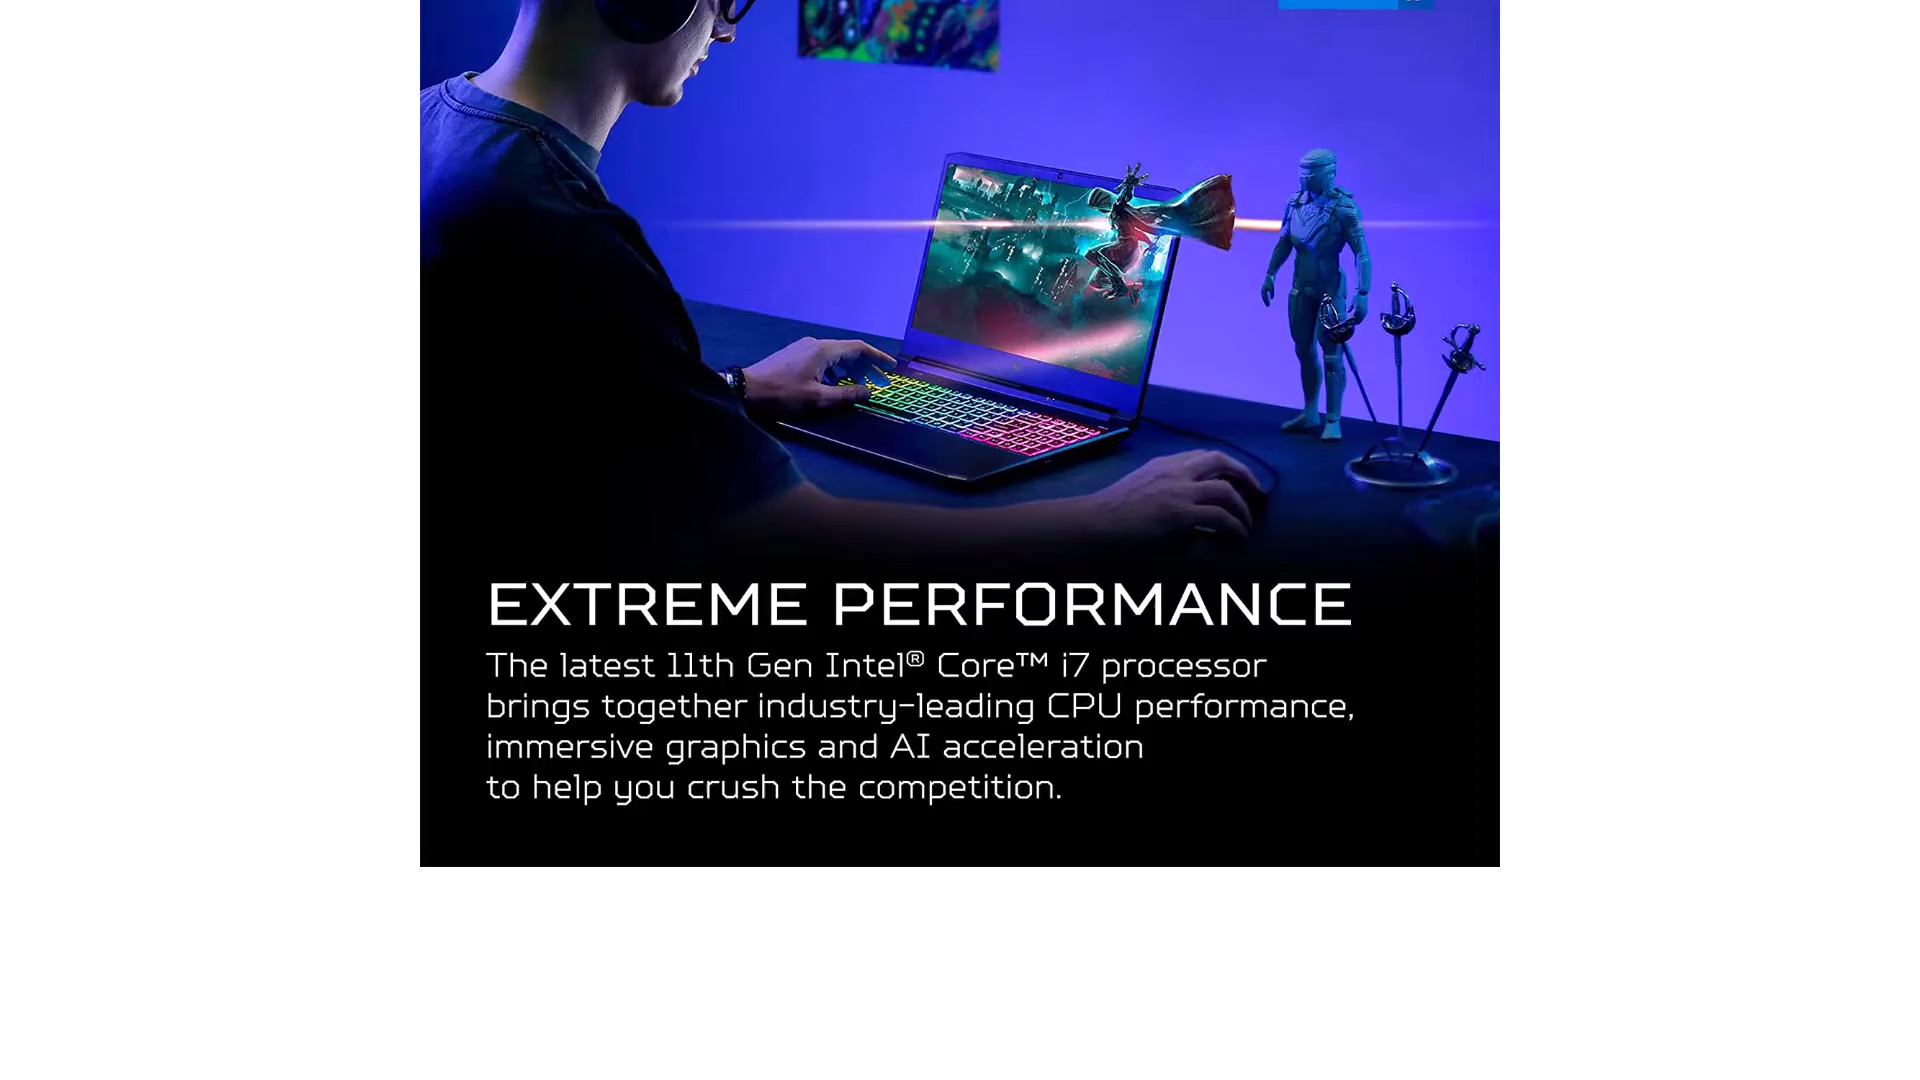 EXTREME PERFORMANCE
The latest 11th Gen Intel® Core™ i7 processor
brings together industry-leading CPU performance,
immersive graphics and AI acceleration
to help you crush the competition.